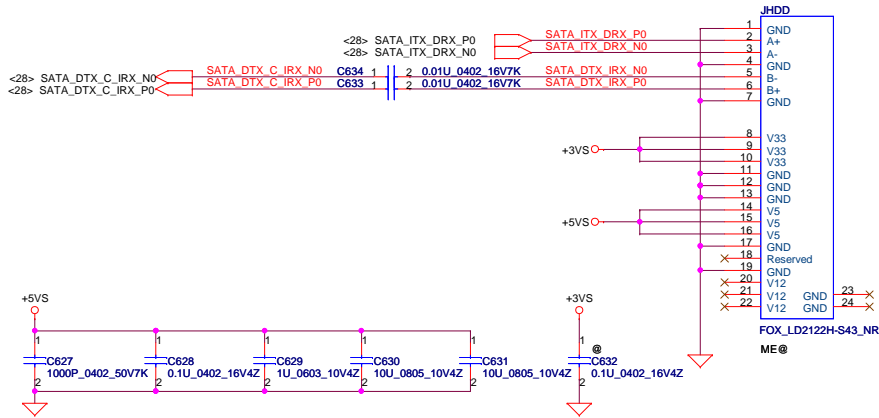 JHDD
<28> SATA_ITX_DRX_P0 SATA_ITX_DRX_P0
<28> SATA_ITX_DRX_N0 SATA_ITX_DRX_N0
<28> SATA_DTX_C_IRX_N0 SATA_DTX_C_IRX_N0 C634 1 2 0.01U_0402_16V7K SATA_DTX_IRX_N0
<28> SATA_DTX_C_IRX_P0 SATA_DTX_C_IRX_P0 C633 1 2 0.01U_0402_16V7K SATA_DTX_IRX_P0
1 GND
2 A+
3 A-
4 GND
5 B-
6 B+
7 GND
+3VS
8 V33
9 V33
10 V33
11 GND
12 GND
13 GND
+5VS
14 V5
15 V5
16 V5
17 GND
18 Reserved
19 GND
20 V12
21 V12 GND 23
22 V12 GND 24
FOX_LD2122H-S43_NR
ME@
+5VS
1 C627 2
1000P_0402_50V7K
1 C628 2
0.1U_0402_16V4Z
1 C629 2
1U_0603_10V4Z
1 C630 2
10U_0805_10V4Z
1 C631 2
10U_0805_10V4Z
+3VS
@
1 C632 2
0.1U_0402_16V4Z